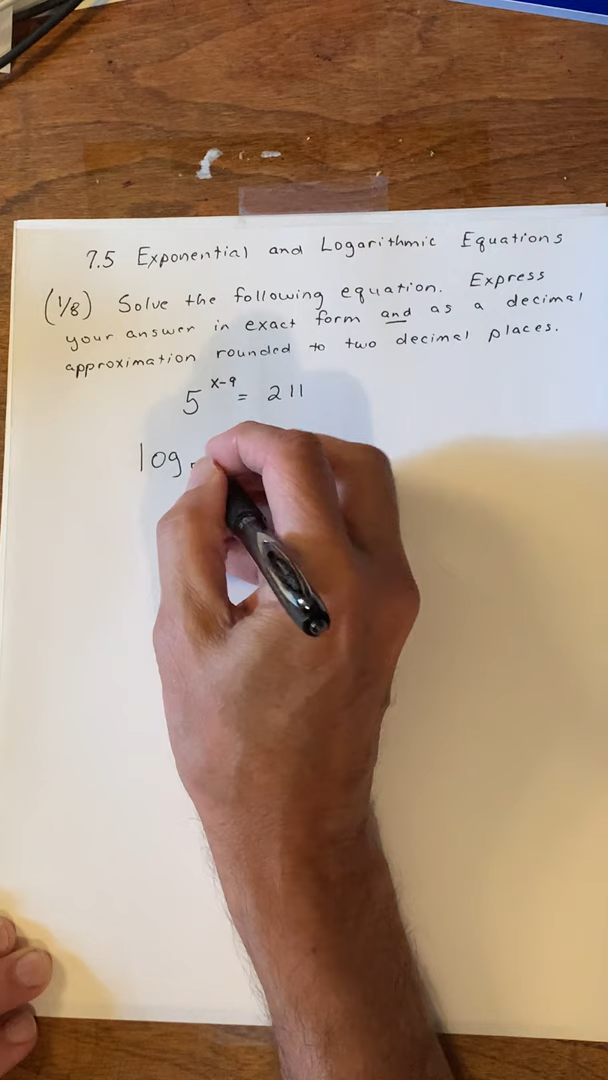 7.5 Exponential and Logarithmic Equations
(1/8) Solve the following equation. Express
your answer in exact form and as a decimal
approximation rounded to two decimal places.
5^(x-9) = 211
log